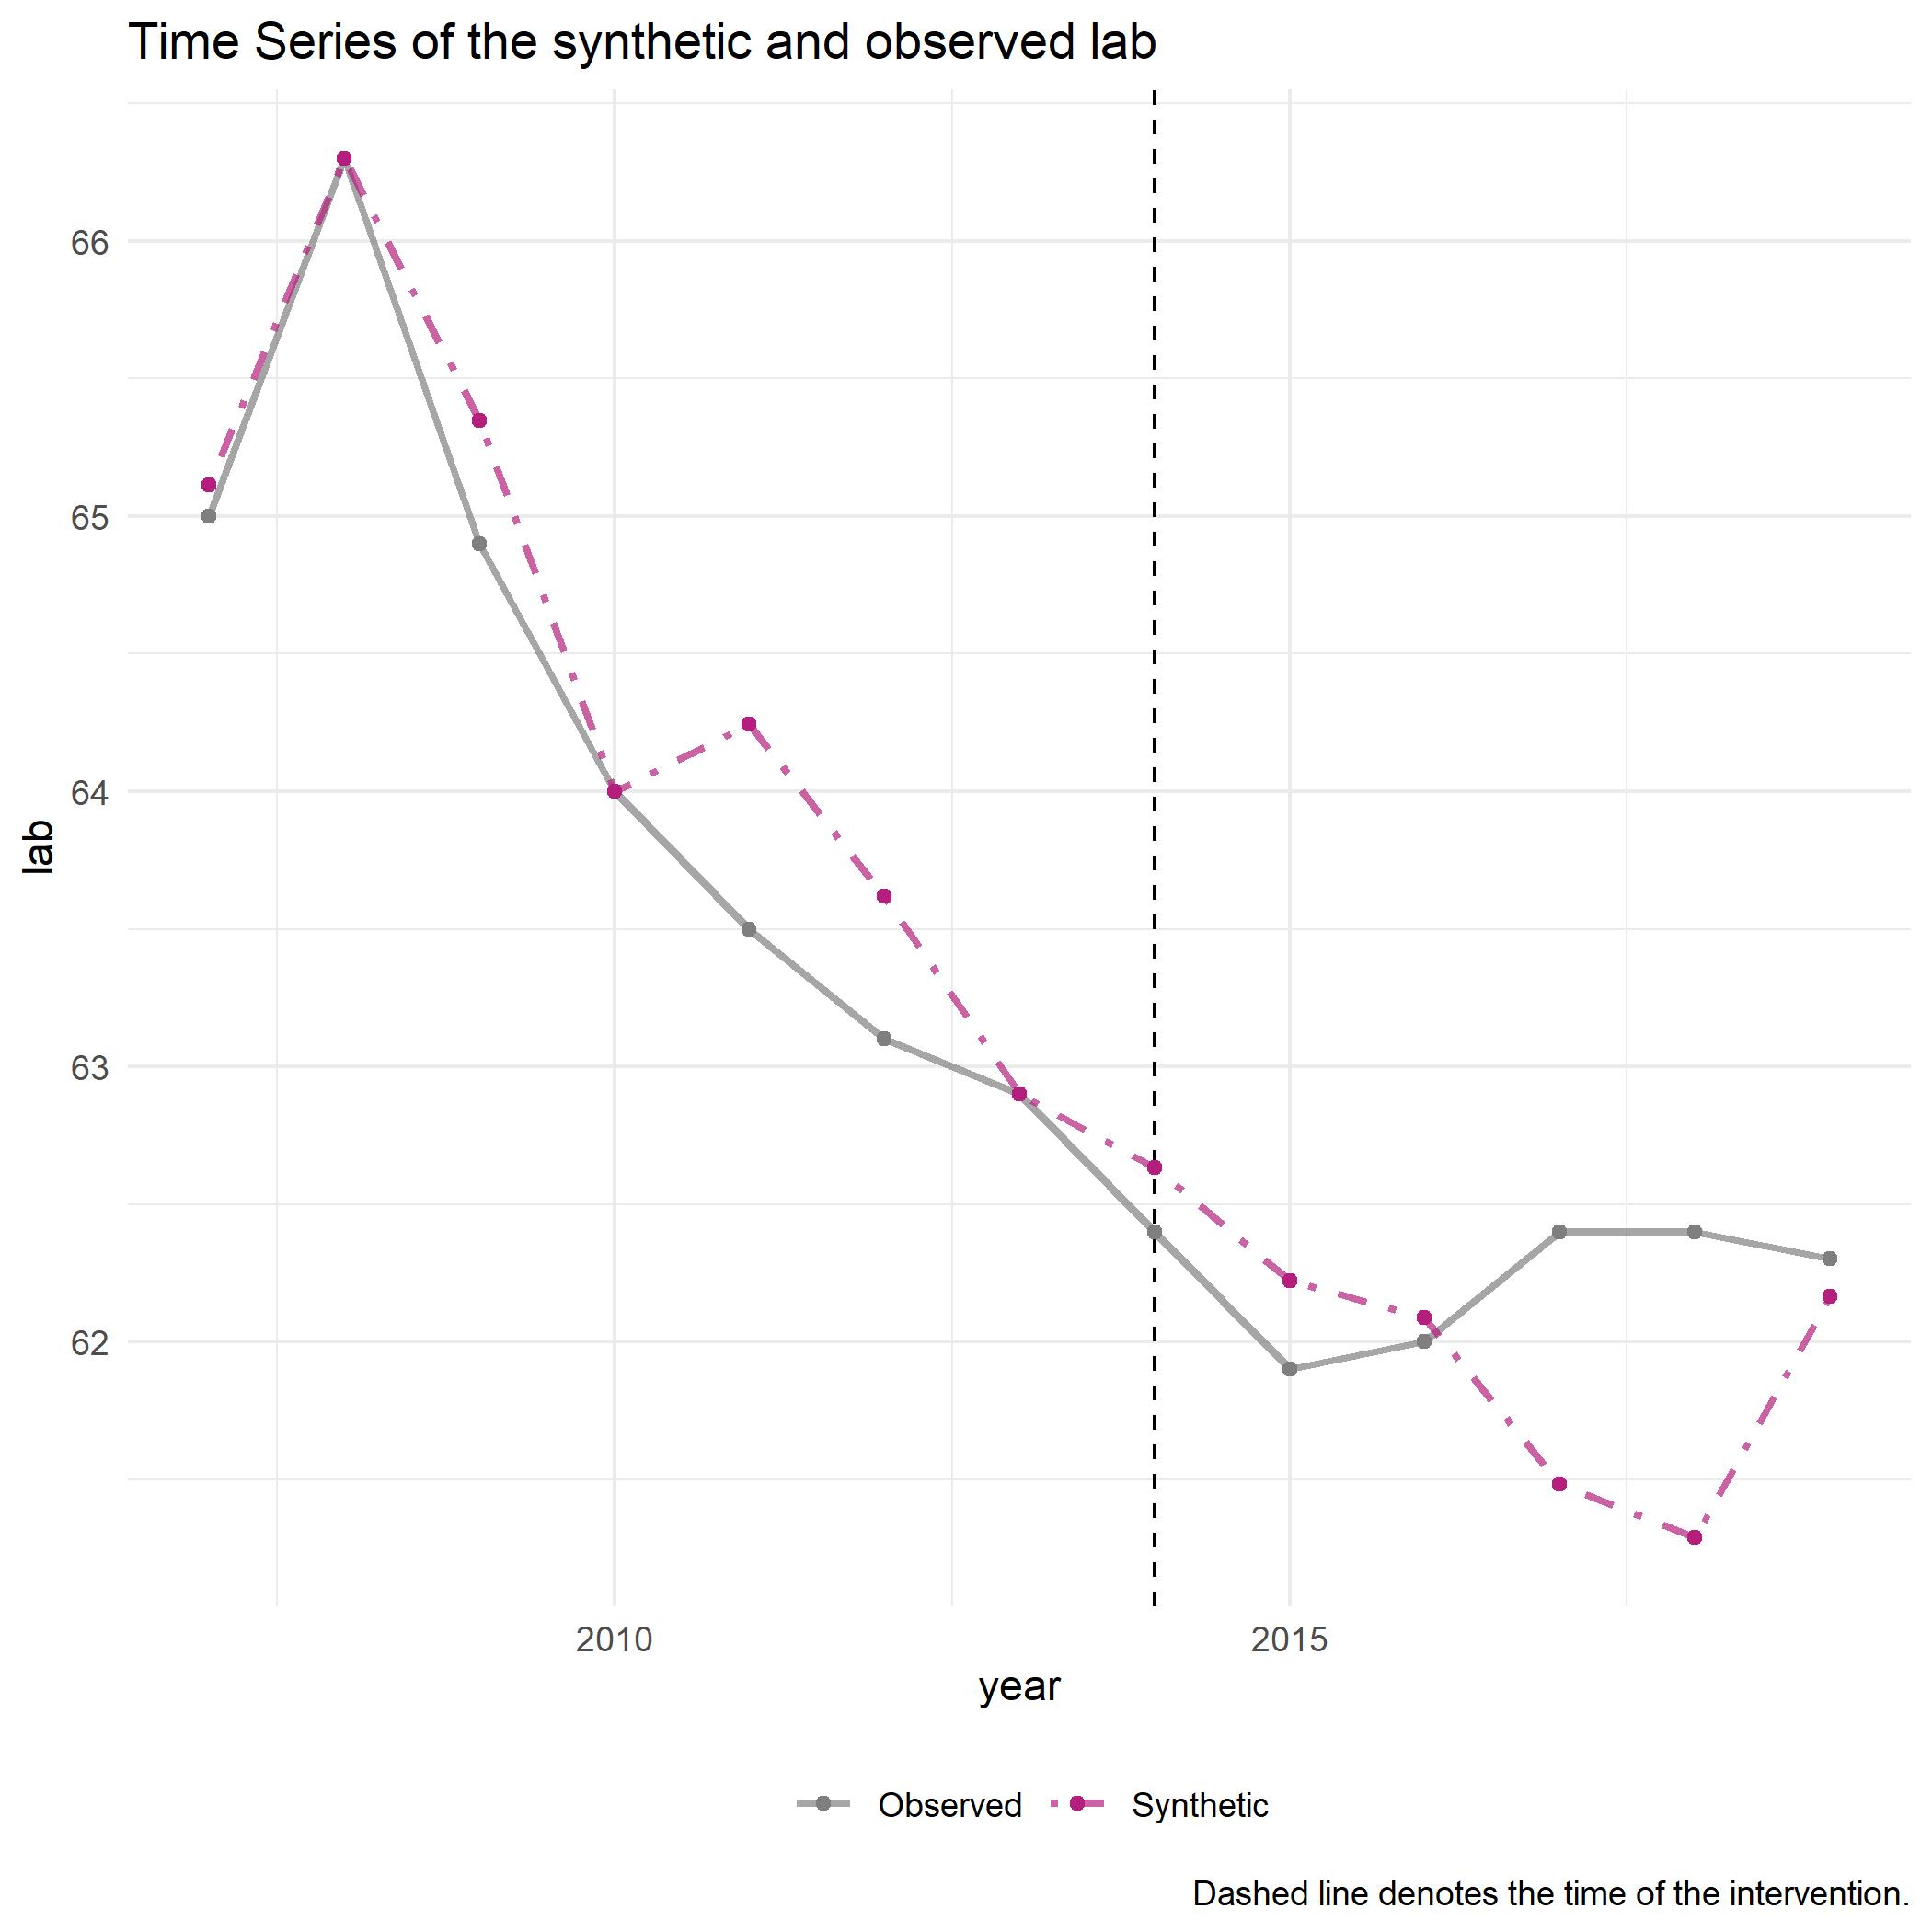 Time Series of the synthetic and observed lab
66
65
64
63
62
lab
2010
2015
year
Observed
Synthetic
Dashed line denotes the time of the intervention.